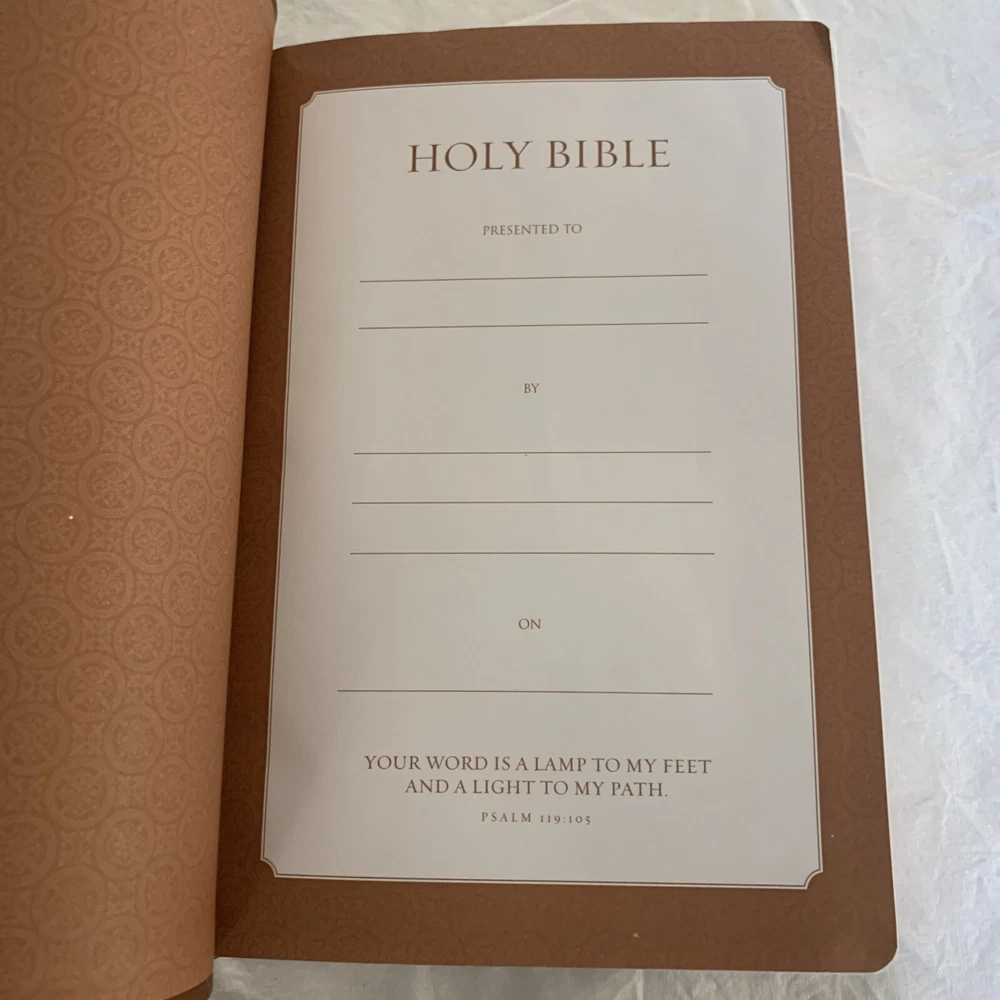 HOLY BIBLE
PRESENTED TO
BY
ON
YOUR WORD IS A LAMP TO MY FEET
AND A LIGHT TO MY PATH.
PSALM 119:105